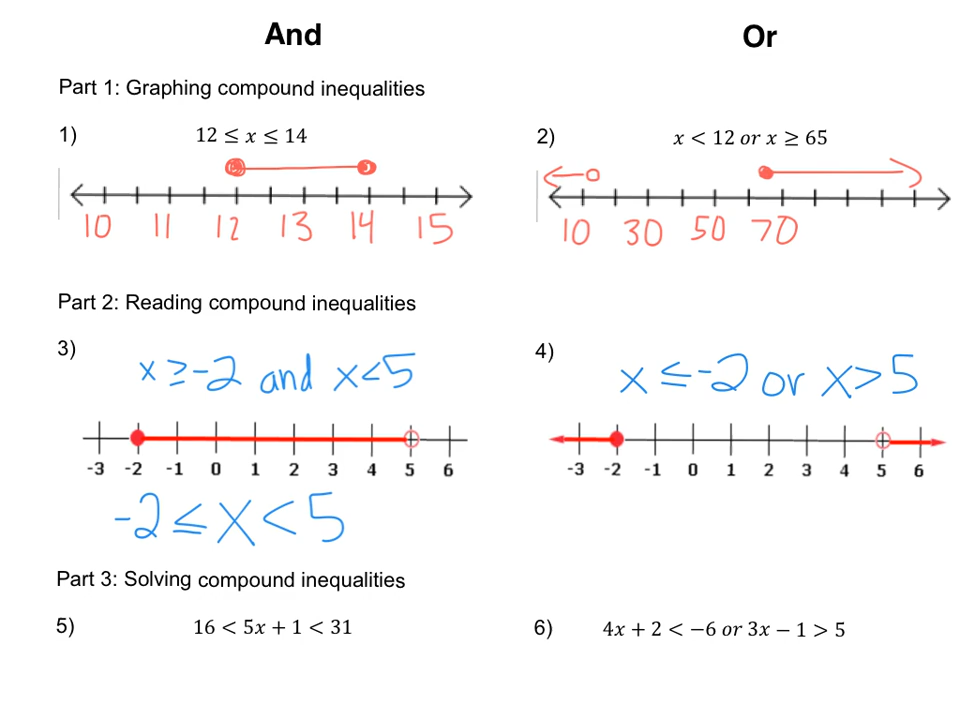 And Or
Part 1: Graphing compound inequalities
1) 12 ≤ x ≤ 14
2) x < 12 or x ≥ 65
10 11 12 13 14 15
10 30 50 70
Part 2: Reading compound inequalities
3) x ≥ -2 and x < 5
4) x ≤ -2 or x > 5
-3 -2 -1 0 1 2 3 4 5 6
-3 -2 -1 0 1 2 3 4 5 6
-2 ≤ x < 5
Part 3: Solving compound inequalities
5) 16 < 5x + 1 < 31
6) 4x + 2 < −6 or 3x − 1 > 5